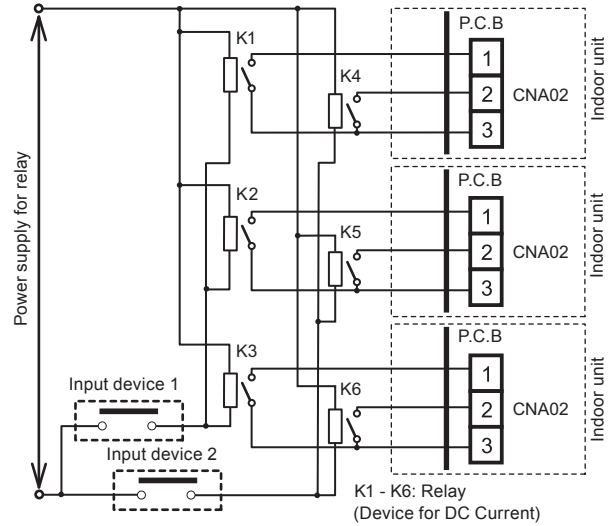 Power supply for relay
K1
K4
P.C.B
1
2
3
CNA02
Indoor unit
K2
K5
P.C.B
1
2
3
CNA02
Indoor unit
K3
K6
P.C.B
1
2
3
CNA02
Indoor unit
Input device 1
Input device 2
K1 - K6: Relay
(Device for DC Current)